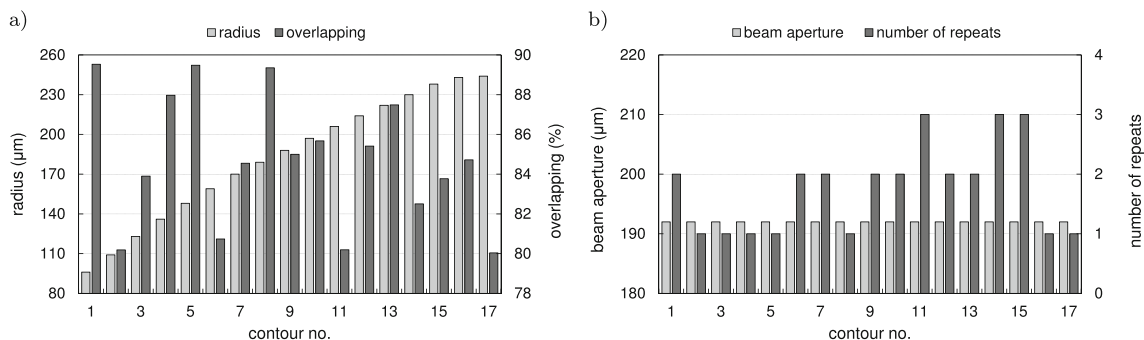 a)
radius overlapping
260 90
230 88
200 86
170 84
140 82
110 80
80 78
radius (µm)
overlapping (%)
1 3 5 7 9 11 13 15 17
contour no.
b)
beam aperture number of repeats
220 4
210 3
200 2
190 1
180 0
beam aperture (µm)
number of repeats
1 3 5 7 9 11 13 15 17
contour no.